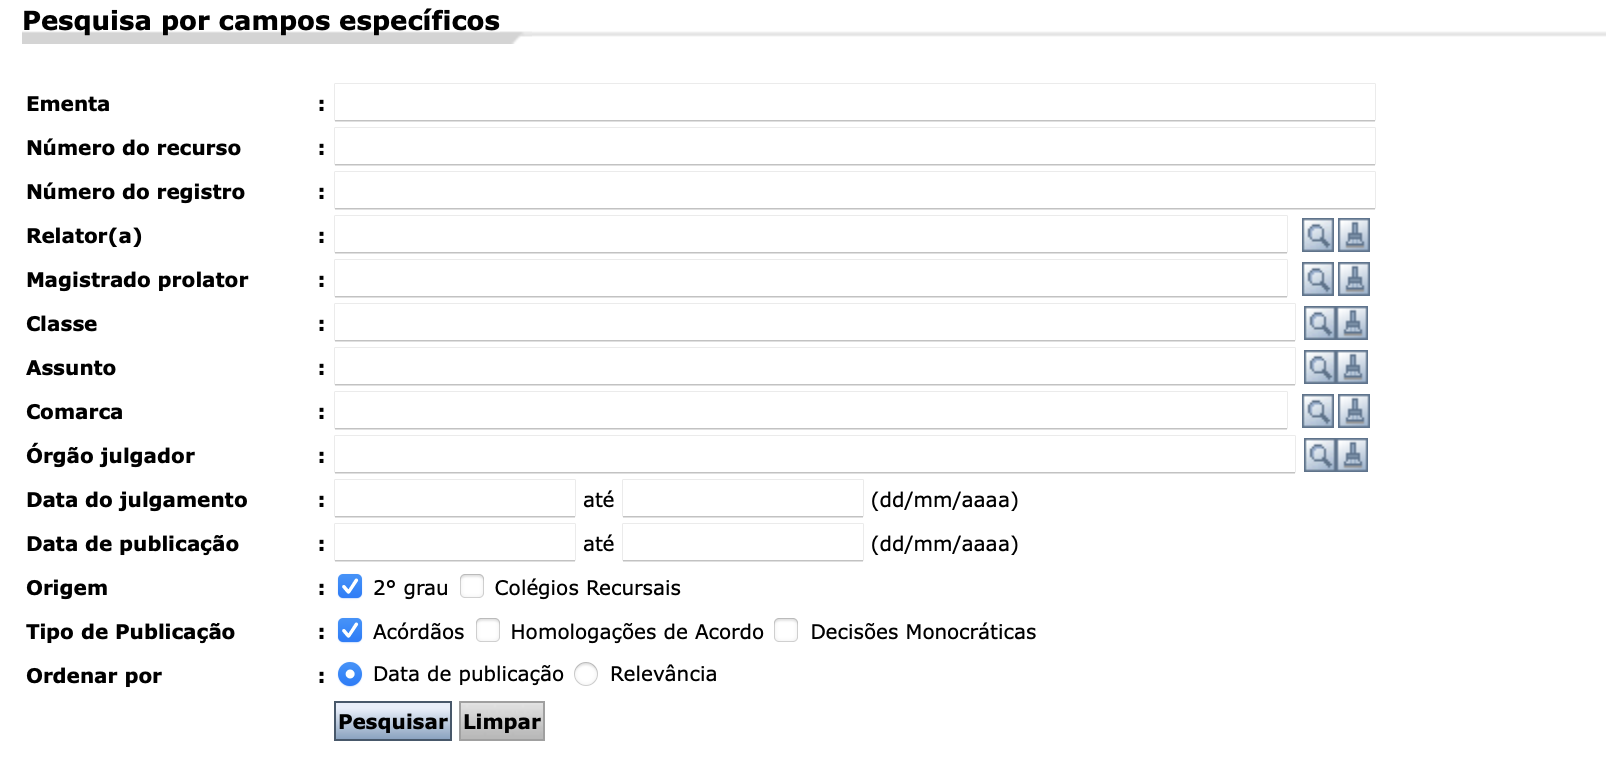 Pesquisa por campos específicos
Ementa :
Número do recurso :
Número do registro :
Relator(a) :
Magistrado prolator :
Classe :
Assunto :
Comarca :
Órgão julgador :
Data do julgamento : até (dd/mm/aaaa)
Data de publicação : até (dd/mm/aaaa)
Origem : 2° grau Colégios Recursais
Tipo de Publicação : Acórdãos Homologações de Acordo Decisões Monocráticas
Ordenar por : Data de publicação Relevância
Pesquisar Limpar